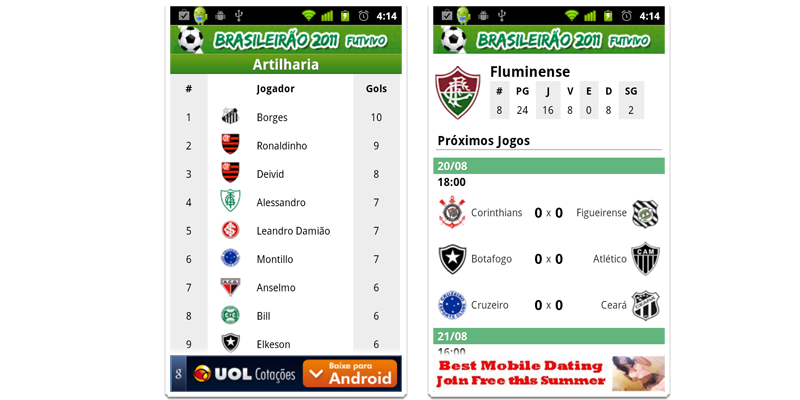 4:14
BRASILEIRÃO 2011 FUTVIVO
Artilharia
# Jogador Gols
1 Borges 10
2 Ronaldinho 9
3 Deivid 8
4 Alessandro 7
5 Leandro Damião 7
6 Montillo 7
7 Anselmo 6
8 Bill 6
9 Elkeson 6
g UOL Cotações Baixe para
Android
4:14
BRASILEIRÃO 2011 FUTVIVO
Fluminense
# PG J V E D SG
8 24 16 8 0 8 2
Próximos Jogos
20/08
18:00
Corinthians 0 x 0 Figueirense
Botafogo 0 x 0 CAM Atlético
Cruzeiro 0 x 0 Ceará
21/08
16:00
Best Mobile Dating
Join Free this Summer